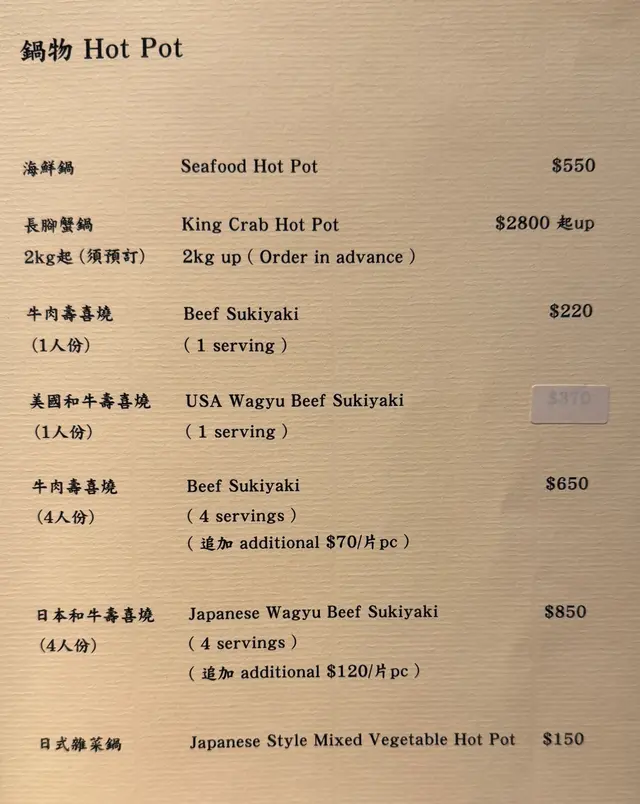 鍋物 Hot Pot
海鮮鍋 Seafood Hot Pot $550
長腳蟹鍋 King Crab Hot Pot $2800 起up
2kg起 (須預訂) 2kg up ( Order in advance )
牛肉壽喜燒 Beef Sukiyaki $220
(1人份) ( 1 serving )
美國和牛壽喜燒 USA Wagyu Beef Sukiyaki $370
(1人份) ( 1 serving )
牛肉壽喜燒 Beef Sukiyaki $650
(4人份) ( 4 servings )
( 追加 additional $70/片pc )
日本和牛壽喜燒 Japanese Wagyu Beef Sukiyaki $850
(4人份) ( 4 servings )
( 追加 additional $120/片pc )
日式雜菜鍋 Japanese Style Mixed Vegetable Hot Pot $150